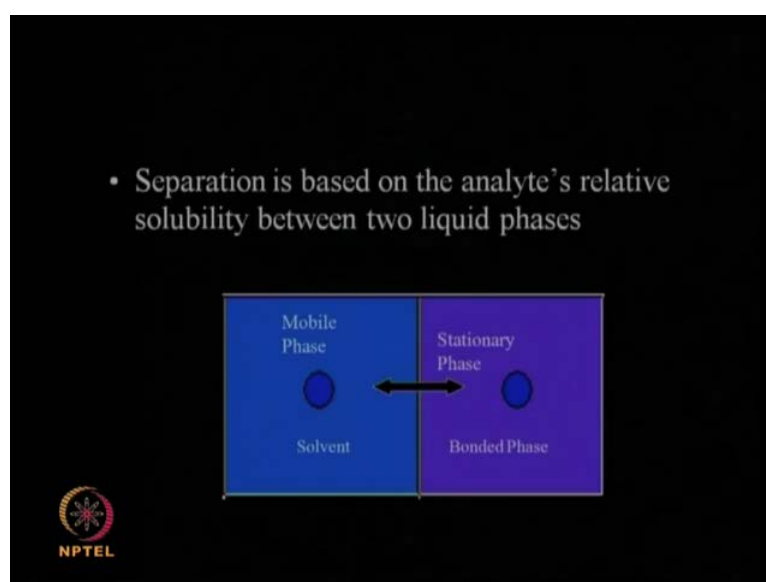 • Separation is based on the analyte's relative
solubility between two liquid phases
Mobile
Phase
Stationary
Phase
Solvent
Bonded Phase
NPTEL